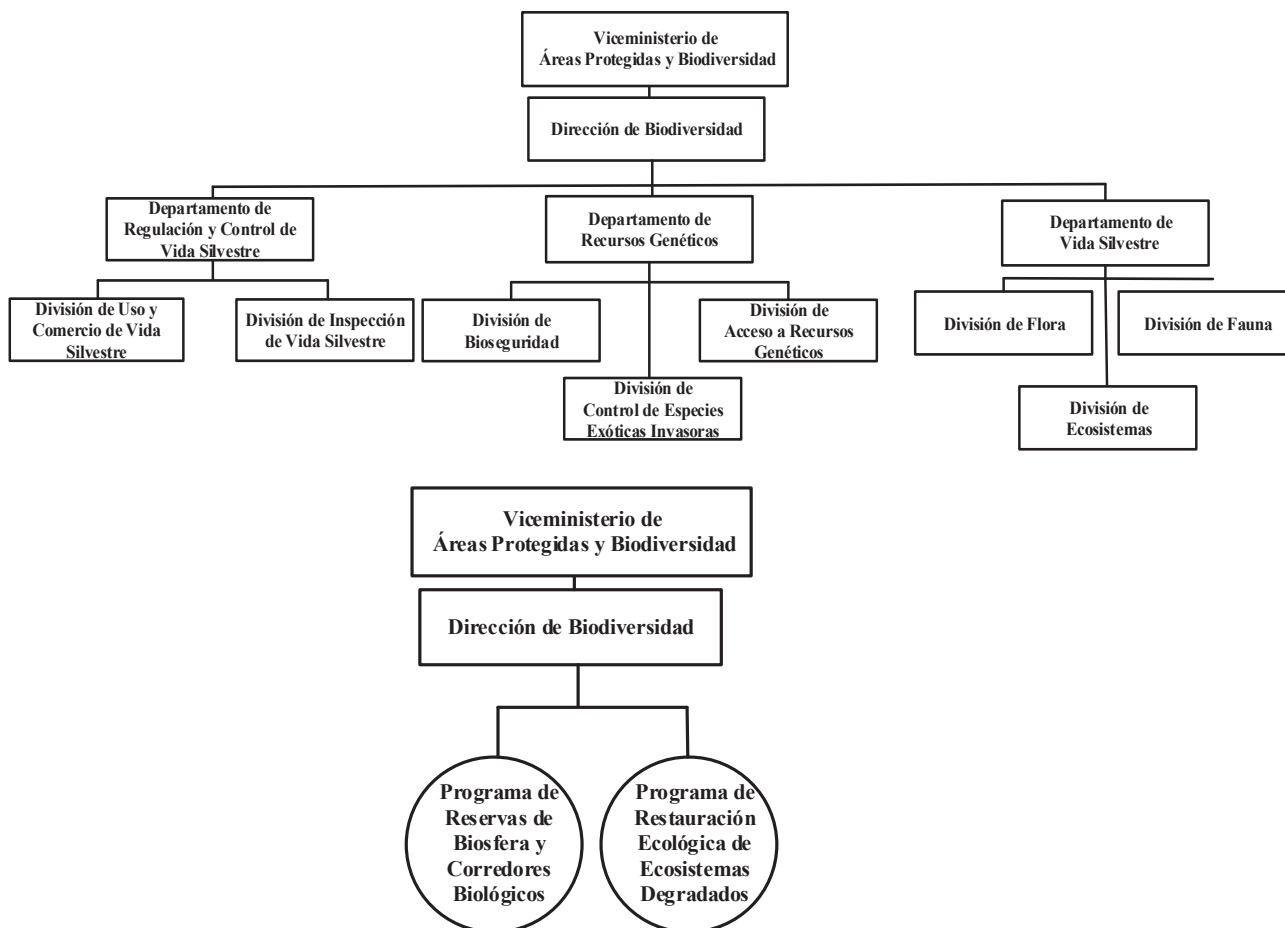 Viceministerio de
Áreas Protegidas y Biodiversidad
Dirección de Biodiversidad
Departamento de
Regulación y Control de
Vida Silvestre
Departamento de
Recursos Genéticos
Departamento de
Vida Silvestre
División de Uso y
Comercio de Vida
Silvestre
División de Inspección
de Vida Silvestre
División de
Bioseguridad
División de
Acceso a Recursos
Genéticos
División de Flora
División de Fauna
División de
Control de Especies
Exóticas Invasoras
División de
Ecosistemas
Viceministerio de
Áreas Protegidas y Biodiversidad
Dirección de Biodiversidad
Programa de
Reservas de
Biosfera y
Corredores
Biológicos
Programa de
Restauración
Ecológica de
Ecosistemas
Degradados